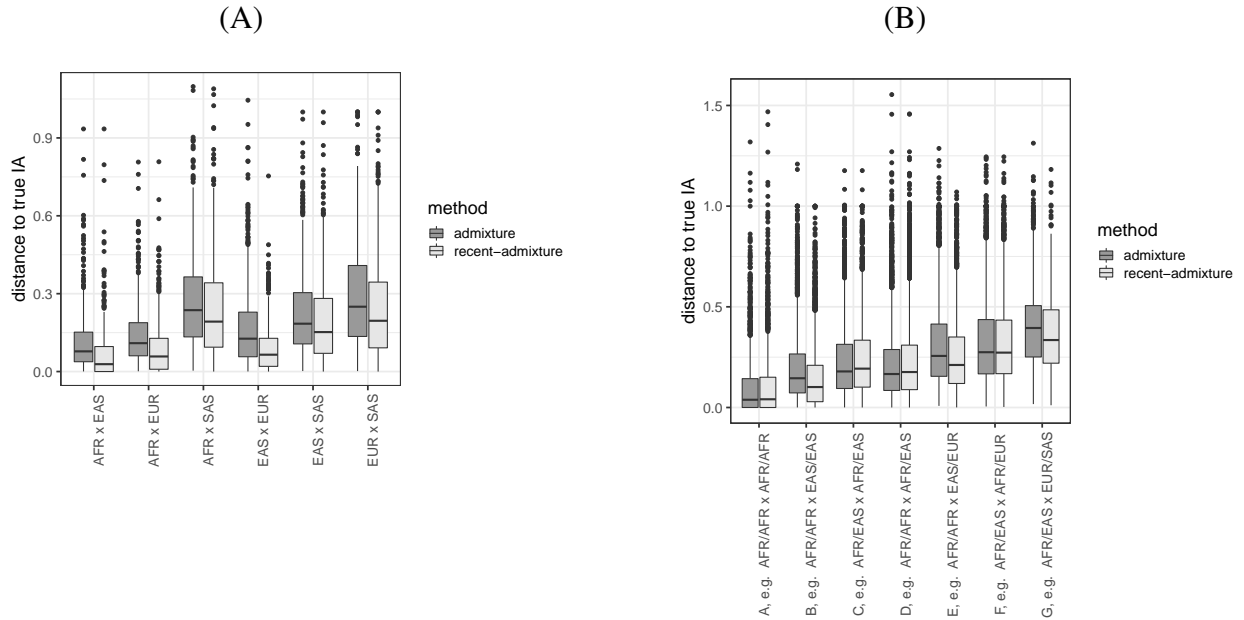 (A)
distance to true IA
0.9
0.6
0.3
0.0
AFR x EAS
AFR x EUR
AFR x SAS
EAS x EUR
EAS x SAS
EUR x SAS
method
admixture
recent−admixture
(B)
distance to true IA
1.5
1.0
0.5
0.0
A, e.g. AFR/AFR x AFR/AFR
B, e.g. AFR/AFR x EAS/EAS
C, e.g. AFR/EAS x AFR/EAS
D, e.g. AFR/AFR x AFR/EAS
E, e.g. AFR/AFR x EAS/EUR
F, e.g. AFR/EAS x AFR/EUR
G, e.g. AFR/EAS x EUR/SAS
method
admixture
recent−admixture